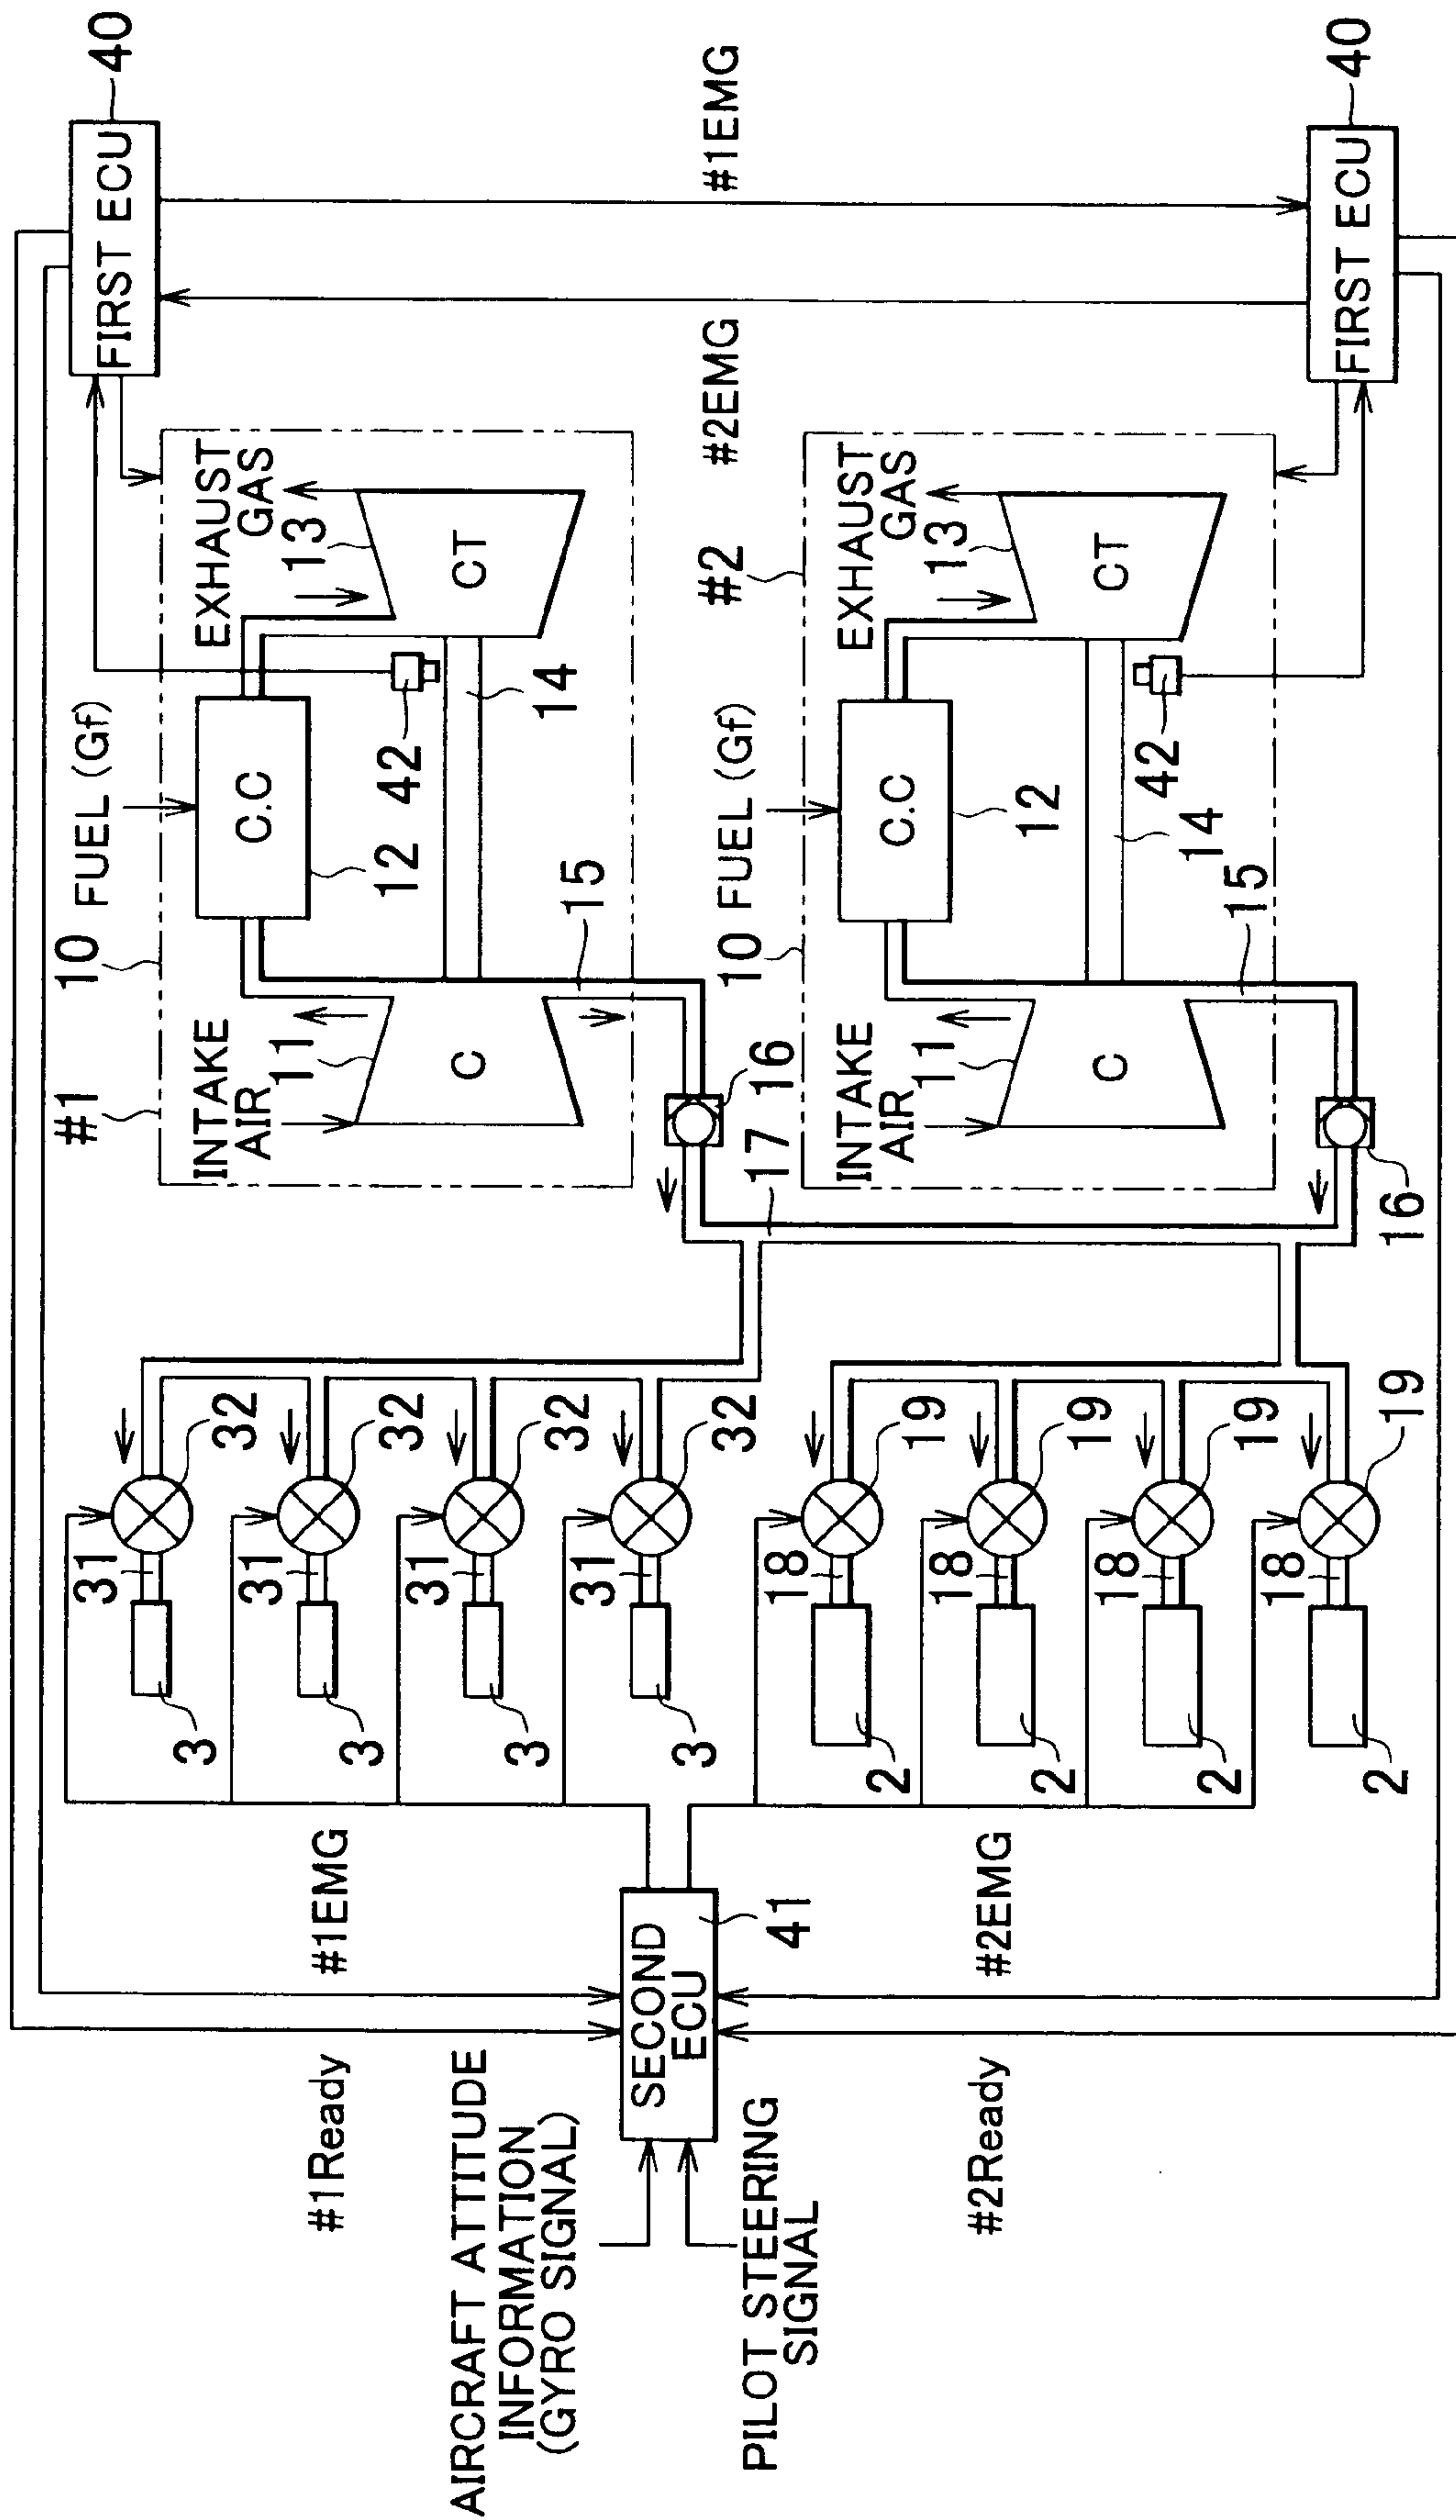 AIRCRAFT ATTITUDE
INFORMATION
(GYRO SIGNAL)
PILOT STEERING
SIGNAL
#1Ready
#2Ready
SECOND
ECU
41
#1EMG
#2EMG
3
3
3
3
2
2
2
2
31
31
31
31
18
18
18
18
32
32
32
32
19
19
19
19
17
16
16
#1
10
FUEL (Gf)
INTAKE
AIR
11
C
12
C.C
42
14
15
EXHAUST
GAS
13
CT
#2
10
FUEL (Gf)
INTAKE
AIR
11
C
12
C.C
42
14
15
EXHAUST
GAS
13
CT
#2EMG
#1EMG
FIRST ECU
40
FIRST ECU
40